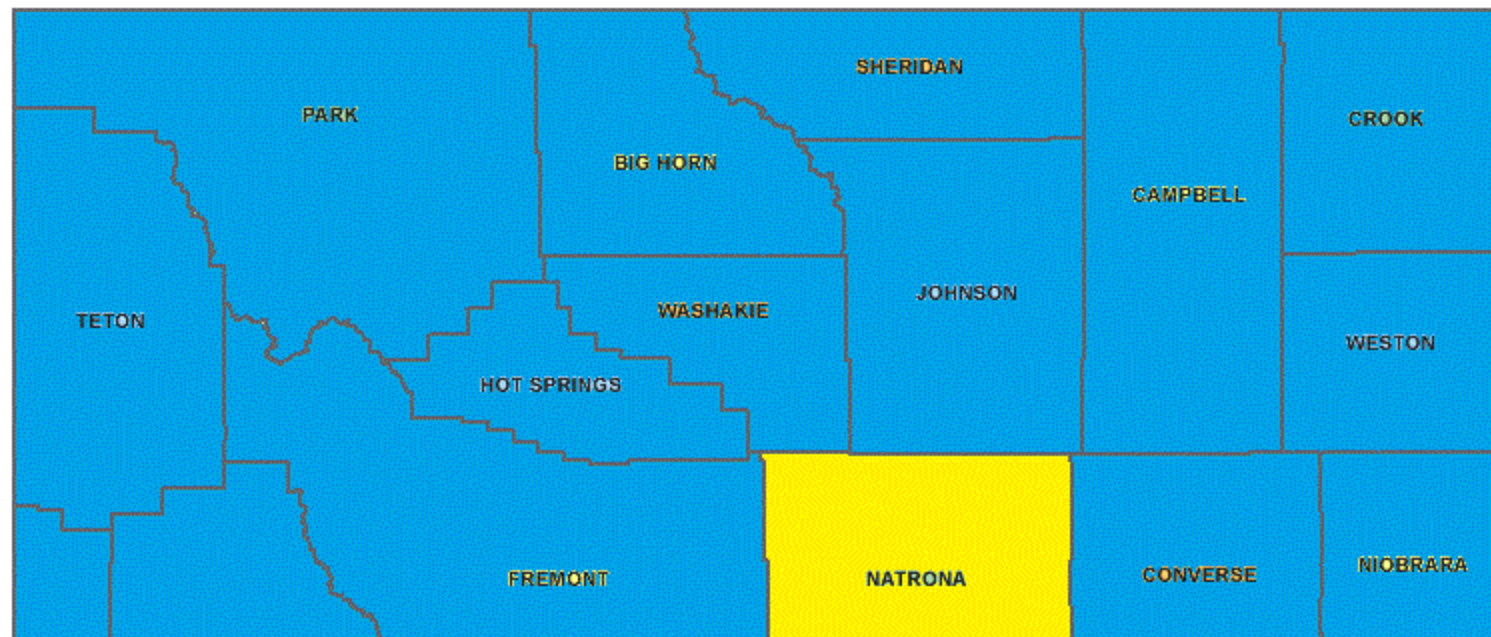 SHERIDAN
PARK
CROOK
BIG HORN
CAMPBELL
JOHNSON
WASHAKIE
TETON
WESTON
HOT SPRINGS
FREMONT
NATRONA
CONVERSE
NIOBRARA